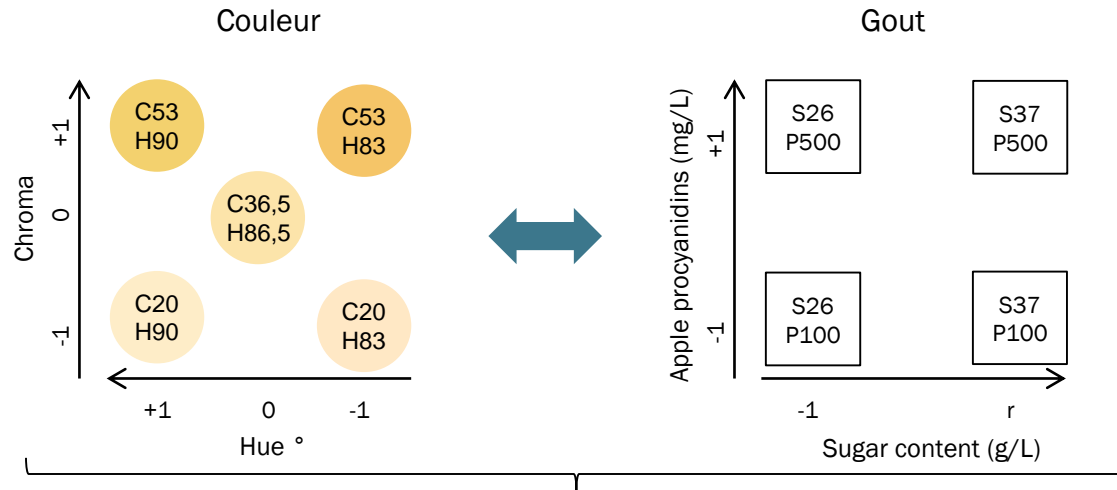 Couleur
Gout
Chroma
+1
0
-1
C53
H90
C53
H83
C36,5
H86,5
C20
H90
C20
H83
+1
0
-1
Hue °
Apple procyanidins (mg/L)
+1
-1
S26
P500
S37
P500
S26
P100
S37
P100
-1
r
Sugar content (g/L)